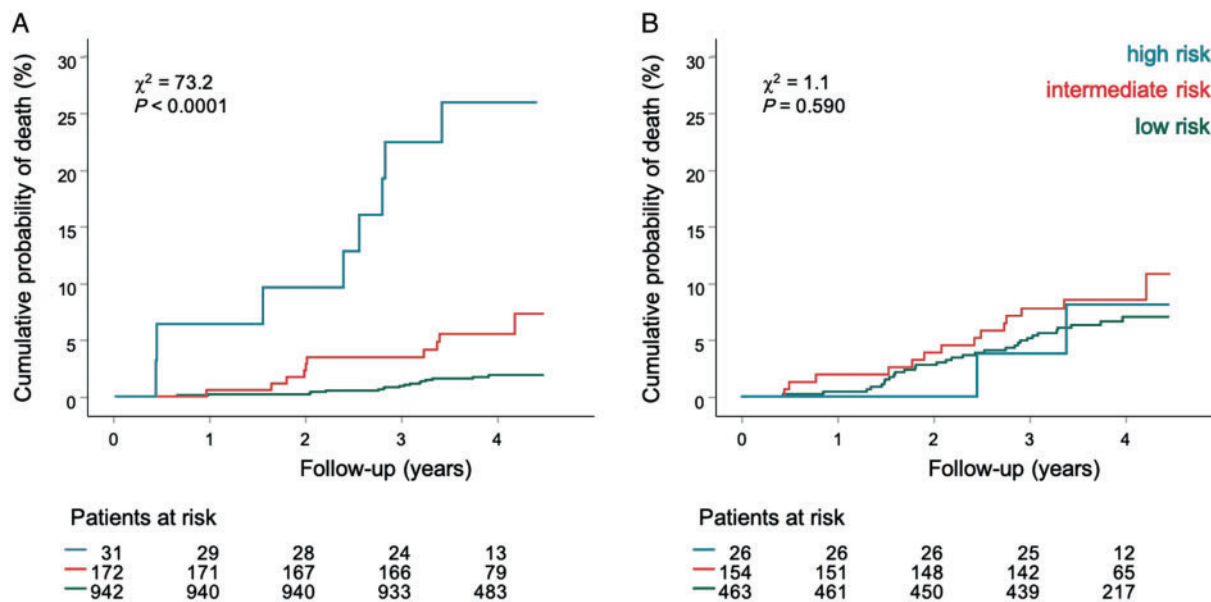 A
Cumulative probability of death (%)
30
25
20
15
10
5
0
χ² = 73.2
P < 0.0001
0 1 2 3 4
Follow-up (years)
Patients at risk
31 29 28 24 13
172 171 167 166 79
942 940 940 933 483
B
Cumulative probability of death (%)
30
25
20
15
10
5
0
χ² = 1.1
P = 0.590
high risk
intermediate risk
low risk
0 1 2 3 4
Follow-up (years)
Patients at risk
26 26 26 25 12
154 151 148 142 65
463 461 450 439 217